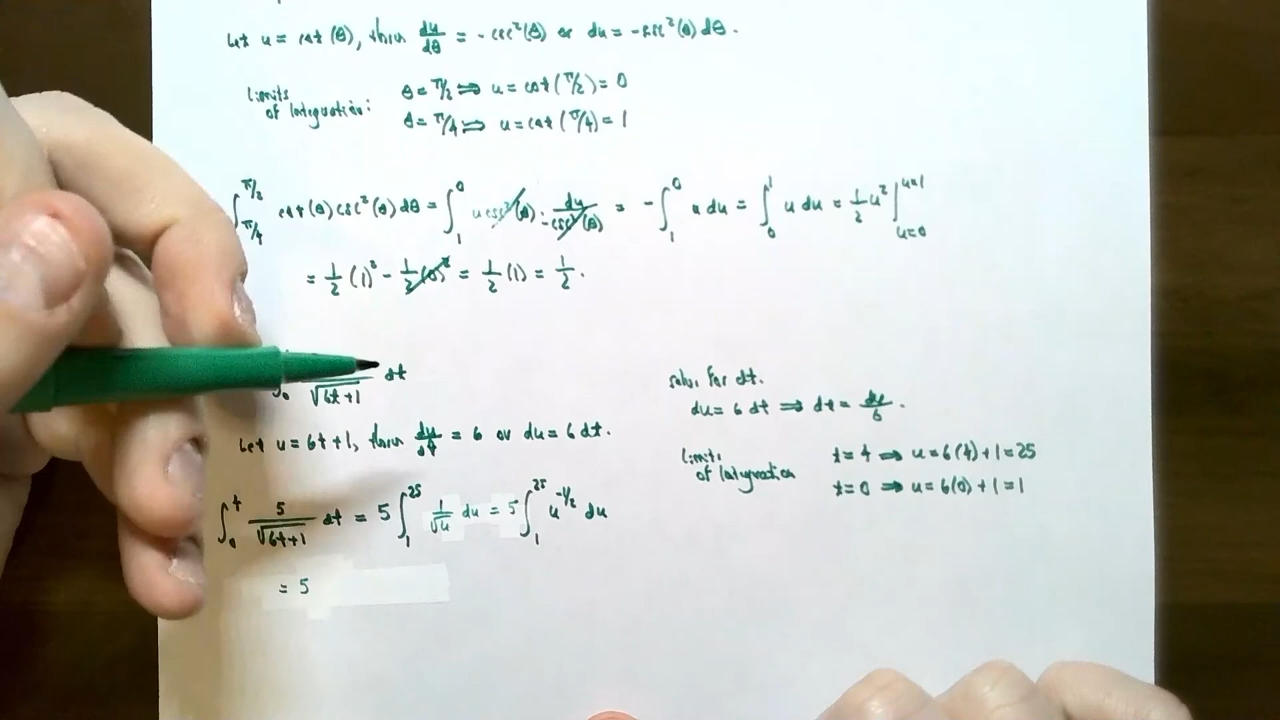 Let u = cot(θ), then du/dθ = -csc²(θ) or du = -csc²(θ) dθ.
Limits of Integration: θ = π/2 ⇒ u = cot(π/2) = 0
θ = π/4 ⇒ u = cot(π/4) = 1
∫_{π/4}^{π/2} cot(θ) csc²(θ) dθ = ∫_1^0 u csc²(θ) · du/-csc²(θ) = -∫_1^0 u du = ∫_0^1 u du = 1/2 u² |_{u=0}^{u=1}
= 1/2 (1)² - 1/2 (0)² = 1/2 (1) = 1/2.
0 √(6t+1) dt
Let u = 6t+1, then du/dt = 6 or du = 6 dt.
∫_0^4 5/√(6t+1) dt = 5 ∫_1^25 1/√u du = 5 ∫_1^25 u^{-1/2} du
= 5
solve for dt.
du = 6 dt ⇒ dt = du/6.
Limits of Integration t = 4 ⇒ u = 6(4)+1 = 25
t = 0 ⇒ u = 6(0)+1 = 1